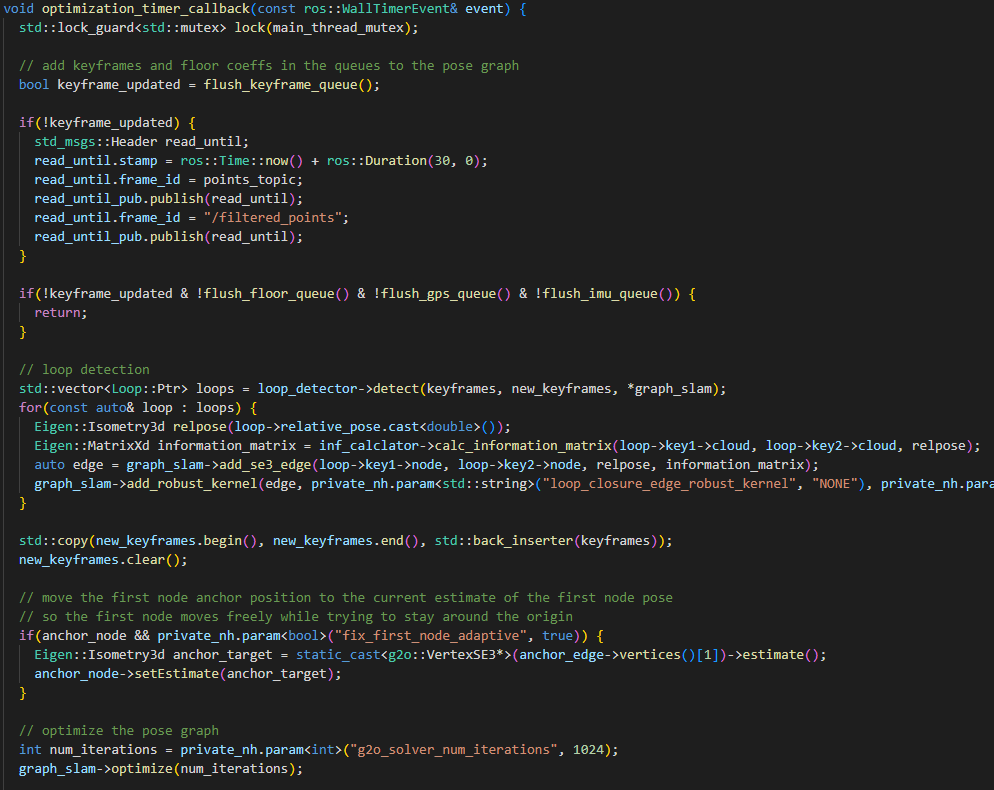 void optimization_timer_callback(const ros::WallTimerEvent& event) {
std::lock_guard<std::mutex> lock(main_thread_mutex);
// add keyframes and floor coeffs in the queues to the pose graph
bool keyframe_updated = flush_keyframe_queue();
if(!keyframe_updated) {
std_msgs::Header read_until;
read_until.stamp = ros::Time::now() + ros::Duration(30, 0);
read_until.frame_id = points_topic;
read_until_pub.publish(read_until);
read_until.frame_id = "/filtered_points";
read_until_pub.publish(read_until);
}
if(!keyframe_updated & !flush_floor_queue() & !flush_gps_queue() & !flush_imu_queue()) {
return;
}
// loop detection
std::vector<Loop::Ptr> loops = loop_detector->detect(keyframes, new_keyframes, *graph_slam);
for(const auto& loop : loops) {
Eigen::Isometry3d relpose(loop->relative_pose.cast<double>());
Eigen::MatrixXd information_matrix = inf_calclator->calc_information_matrix(loop->key1->cloud, loop->key2->cloud, relpose);
auto edge = graph_slam->add_se3_edge(loop->key1->node, loop->key2->node, relpose, information_matrix);
graph_slam->add_robust_kernel(edge, private_nh.param<std::string>("loop_closure_edge_robust_kernel", "NONE"), private_nh.para
}
std::copy(new_keyframes.begin(), new_keyframes.end(), std::back_inserter(keyframes));
new_keyframes.clear();
// move the first node anchor position to the current estimate of the first node pose
// so the first node moves freely while trying to stay around the origin
if(anchor_node && private_nh.param<bool>("fix_first_node_adaptive", true)) {
Eigen::Isometry3d anchor_target = static_cast<g2o::VertexSE3*>(anchor_edge->vertices()[1])->estimate();
anchor_node->setEstimate(anchor_target);
}
// optimize the pose graph
int num_iterations = private_nh.param<int>("g2o_solver_num_iterations", 1024);
graph_slam->optimize(num_iterations);